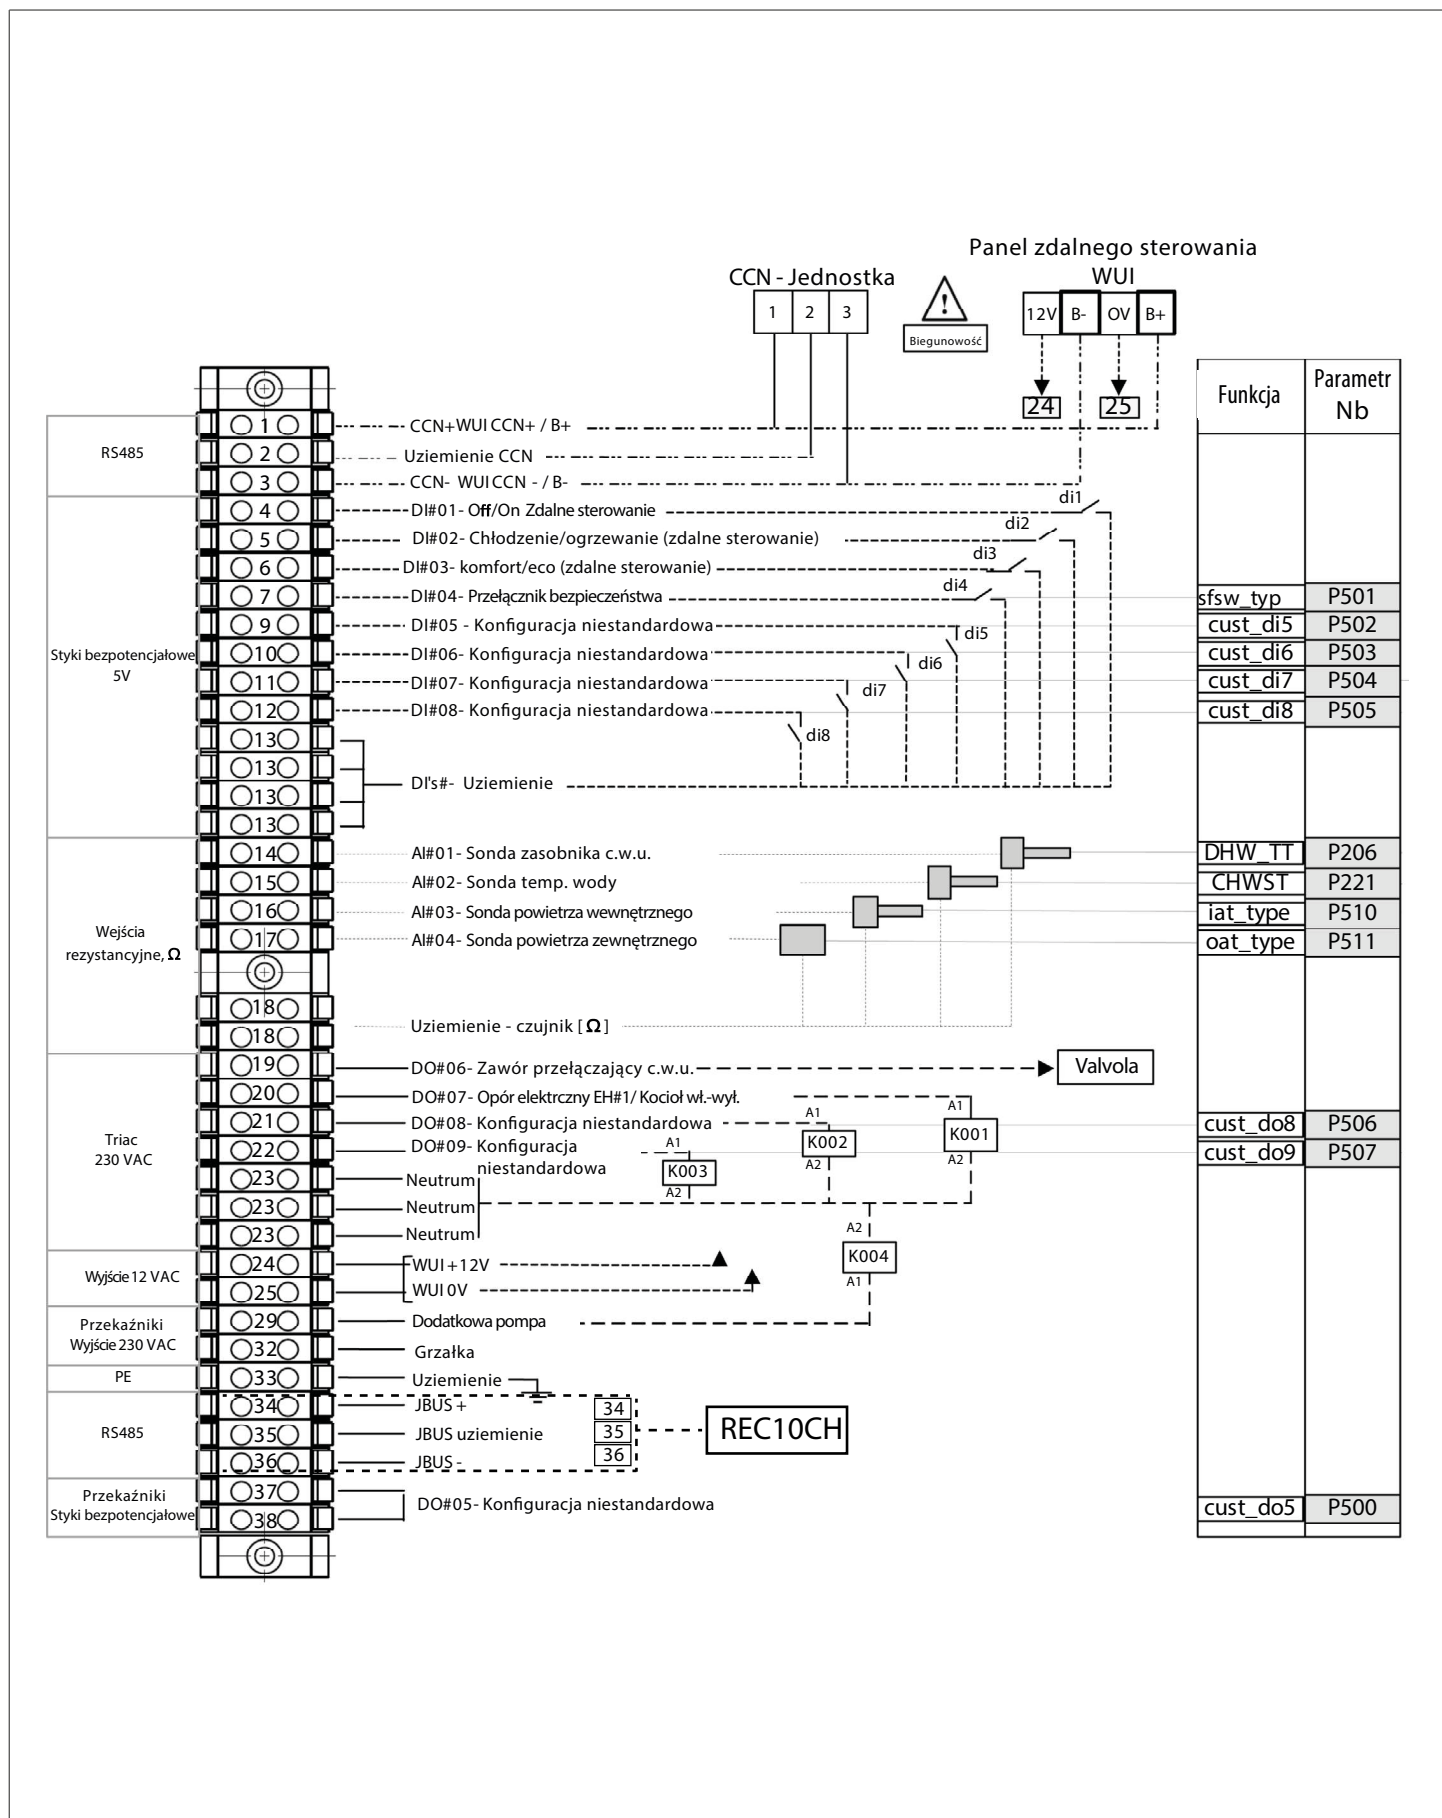 Panel zdalnego sterowania
WUI
CCN - Jednostka
1 2 3
Biegunowość
12V B- OV B+
24 25
Funkcja
Parametr
Nb
RS485
1 CCN+ WUI CCN+ / B+
2 Uziemienie CCN
3 CCN- WUI CCN - / B-
Styki bezpotencjałowe
5V
4 DI#01- Off/On Zdalne sterowanie di1
5 DI#02- Chłodzenie/ogrzewanie (zdalne sterowanie) di2
6 DI#03- komfort/eco (zdalne sterowanie) di3
7 DI#04- Przełącznik bezpieczeństwa di4 sfsw_typ P501
9 DI#05 - Konfiguracja niestandardowa di5 cust_di5 P502
10 DI#06- Konfiguracja niestandardowa di6 cust_di6 P503
11 DI#07- Konfiguracja niestandardowa di7 cust_di7 P504
12 DI#08- Konfiguracja niestandardowa di8 cust_di8 P505
13
13
DI's#- Uziemienie
13
13
Wejścia
rezystancyjne, Ω
14 AI#01- Sonda zasobnika c.w.u. DHW_TT P206
15 AI#02- Sonda temp. wody CHWST P221
16 AI#03- Sonda powietrza wewnętrznego iat_type P510
17 AI#04- Sonda powietrza zewnętrznego oat_type P511
18
18
Uziemienie - czujnik [Ω]
Triac
230 VAC
19 DO#06- Zawór przełączający c.w.u. Valvola
20 DO#07- Opór elektrczny EH#1/ Kocioł wł.-wył. A1 K001 A2
21 DO#08- Konfiguracja niestandardowa A1 K002 A2 cust_do8 P506
22 DO#09- Konfiguracja
niestandardowa A1 K003 A2 cust_do9 P507
23 Neutrum
23 Neutrum
23 Neutrum
A2
K004
A1
Wyjście 12 VAC
24 WUI +12V
25 WUI 0V
Przekaźniki
Wyjście 230 VAC
29 Dodatkowa pompa
32 Grzałka
PE
33 Uziemienie
RS485
34 JBUS + 34
35 JBUS uziemienie 35
36 JBUS - 36
REC10CH
Przekaźniki
Styki bezpotencjałowe
37
38
DO#05- Konfiguracja niestandardowa cust_do5 P500